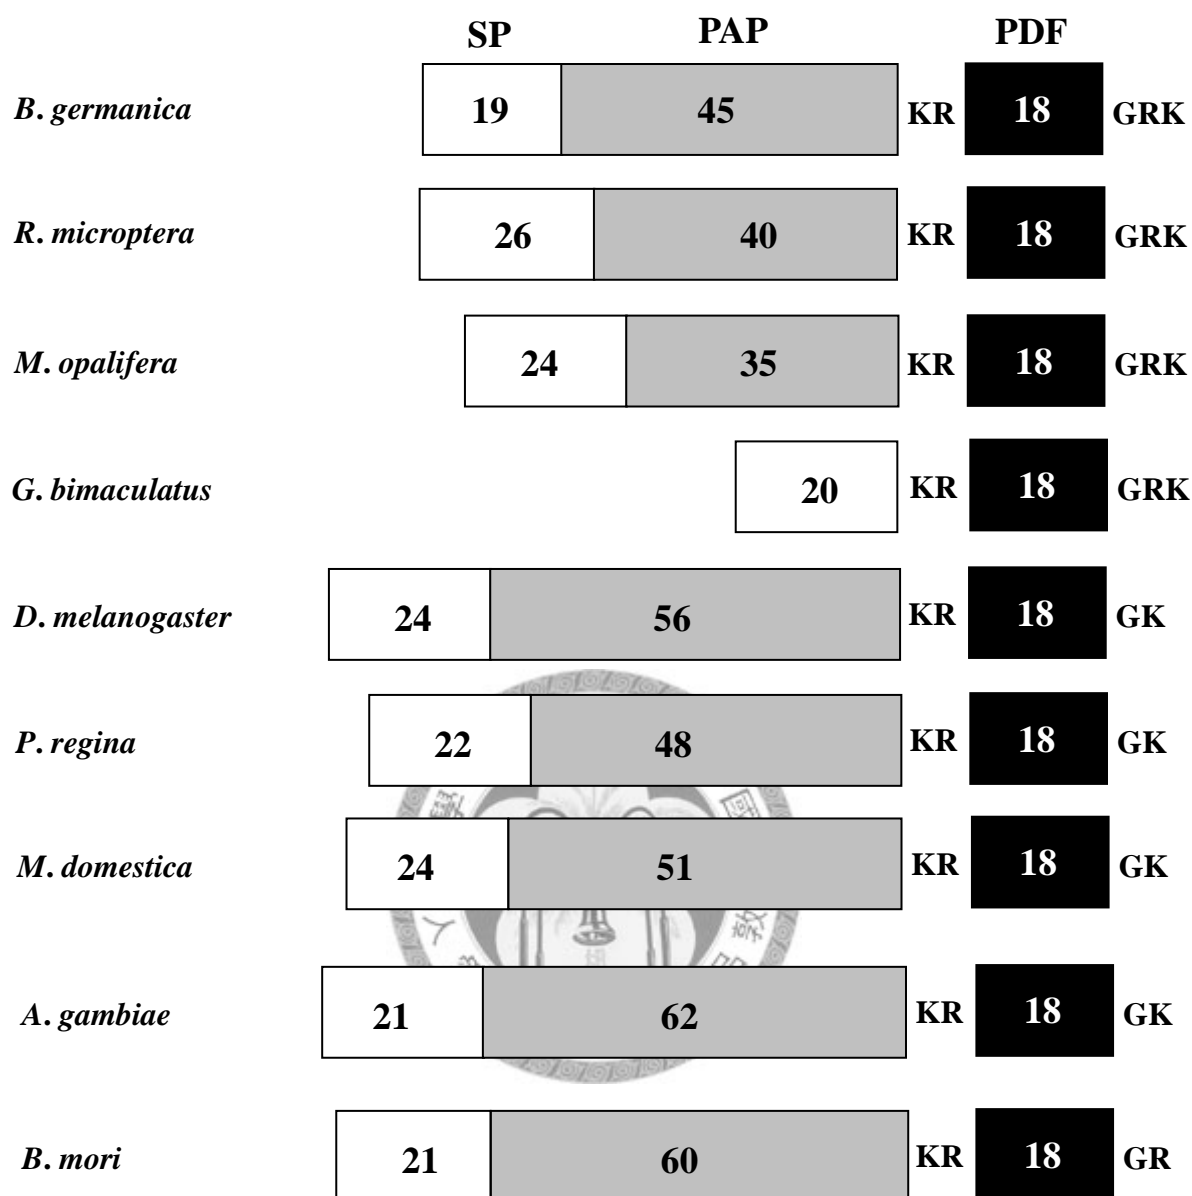 SP PAP PDF
B. germanica 19 45 KR 18 GRK
R. microptera 26 40 KR 18 GRK
M. opalifera 24 35 KR 18 GRK
G. bimaculatus 20 KR 18 GRK
D. melanogaster 24 56 KR 18 GK
P. regina 22 48 KR 18 GK
M. domestica 24 51 KR 18 GK
A. gambiae 21 62 KR 18 GK
B. mori 21 60 KR 18 GR